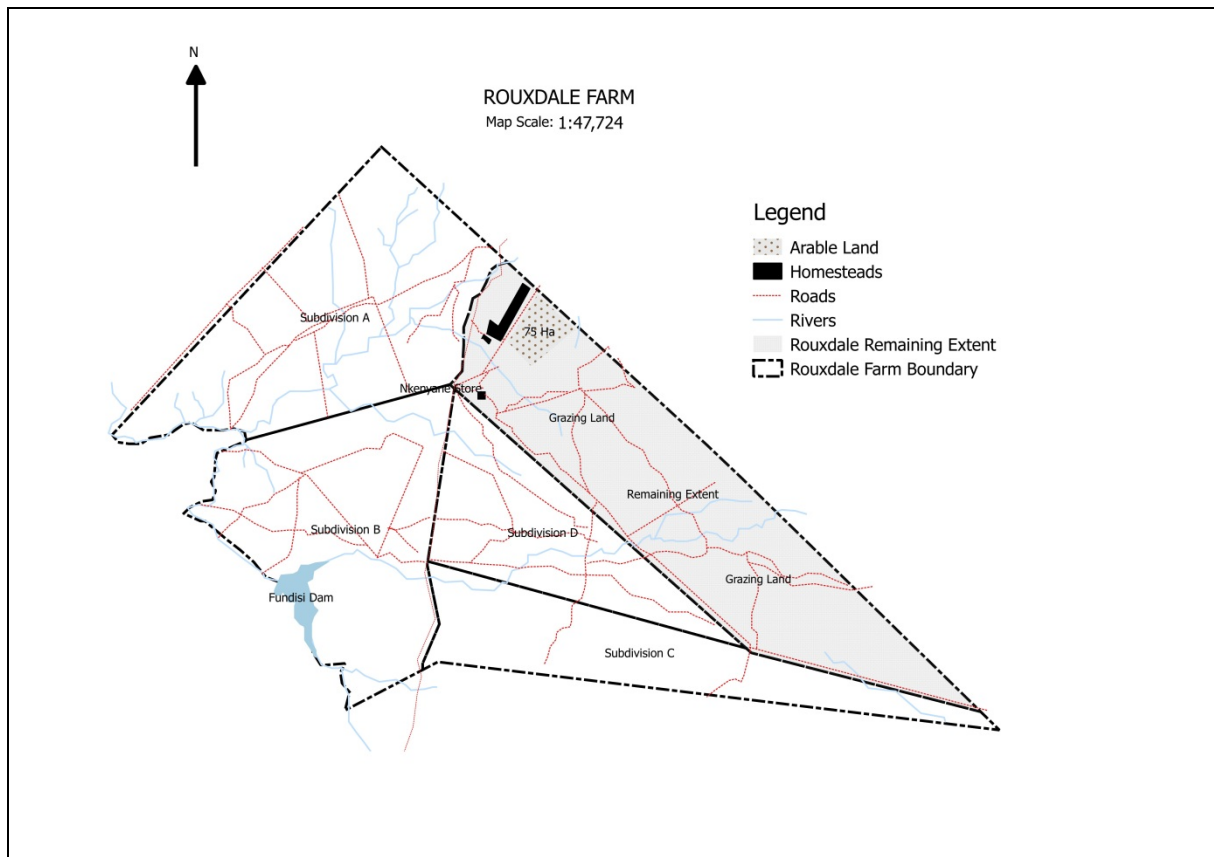 N
ROUXDALE FARM
Map Scale: 1:47,724
Legend
Arable Land
Homesteads
Roads
Rivers
Rouxdale Remaining Extent
Rouxdale Farm Boundary
Subdivision A
75 Ha
Nkenyane Store
Grazing Land
Remaining Extent
Subdivision B
Subdivision D
Grazing Land
Fundisi Dam
Subdivision C